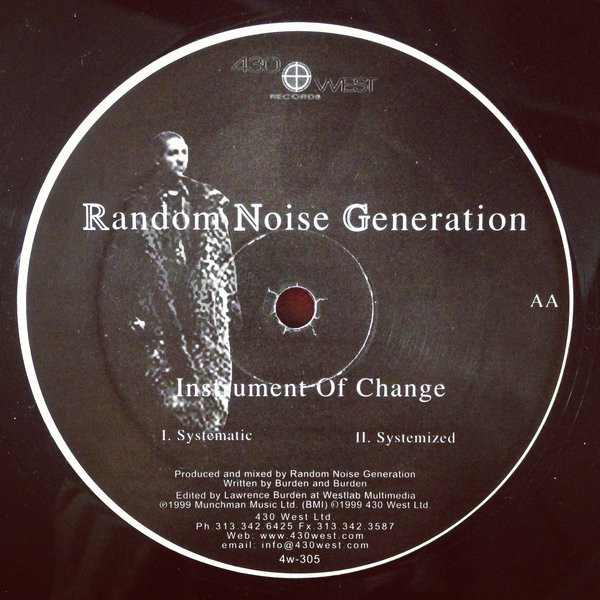 430 WEST
RECORDS
Random Noise Generation
AA
Instrument Of Change
I. Systematic II. Systemized
Produced and mixed by Random Noise Generation
Written by Burden and Burden
Edited by Lawrence Burden at Westlab Multimedia
℗1999 Munchman Music Ltd. (BMI) ©1999 430 West Ltd.
430 West Ltd.
Ph.313.342.6425 Fx.313.342.3587
Web: www.430west.com
email: info@430west.com
4w-305